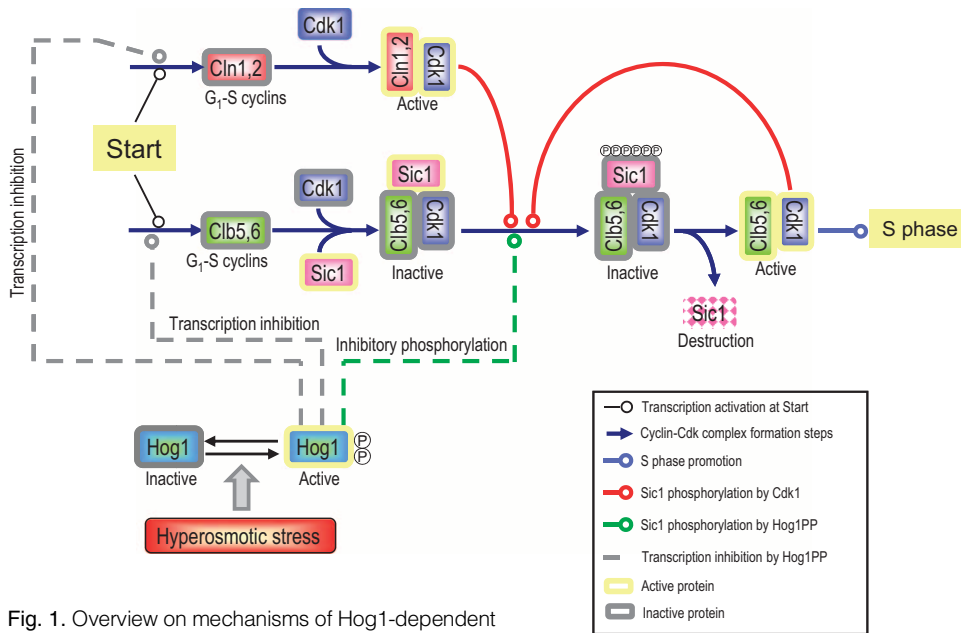 Cdk1
Cln1,2
G1-S cyclins
Cln1,2
Cdk1
Active
Start
Transcription inhibition
Cdk1
Clb5,6
G1-S cyclins
Sic1
Sic1
Clb5,6
Cdk1
Inactive
PPPPPP
Sic1
Clb5,6
Cdk1
Inactive
Clb5,6
Cdk1
Active
S phase
Sic1
Destruction
Transcription inhibition
Inhibitory phosphorylation
Hog1
Inactive
Hog1
P
P
Active
Hyperosmotic stress
Transcription activation at Start
Cyclin-Cdk complex formation steps
S phase promotion
Sic1 phosphorylation by Cdk1
Sic1 phosphorylation by Hog1PP
Transcription inhibition by Hog1PP
Active protein
Inactive protein
Fig. 1. Overview on mechanisms of Hog1-dependent